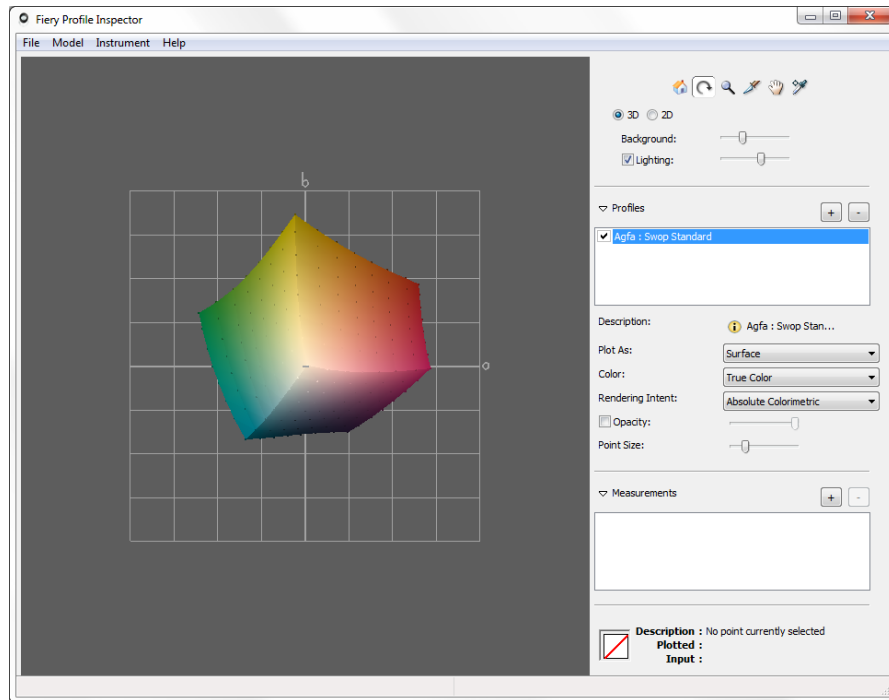 Fiery Profile Inspector
File Model Instrument Help
b
a
3D 2D
Background:
Lighting:
Profiles
+ -
Agfa : Swop Standard
Description: Agfa : Swop Stan...
Plot As: Surface
Color: True Color
Rendering Intent: Absolute Colorimetric
Opacity:
Point Size:
Measurements
+ -
Description : No point currently selected
Plotted :
Input :